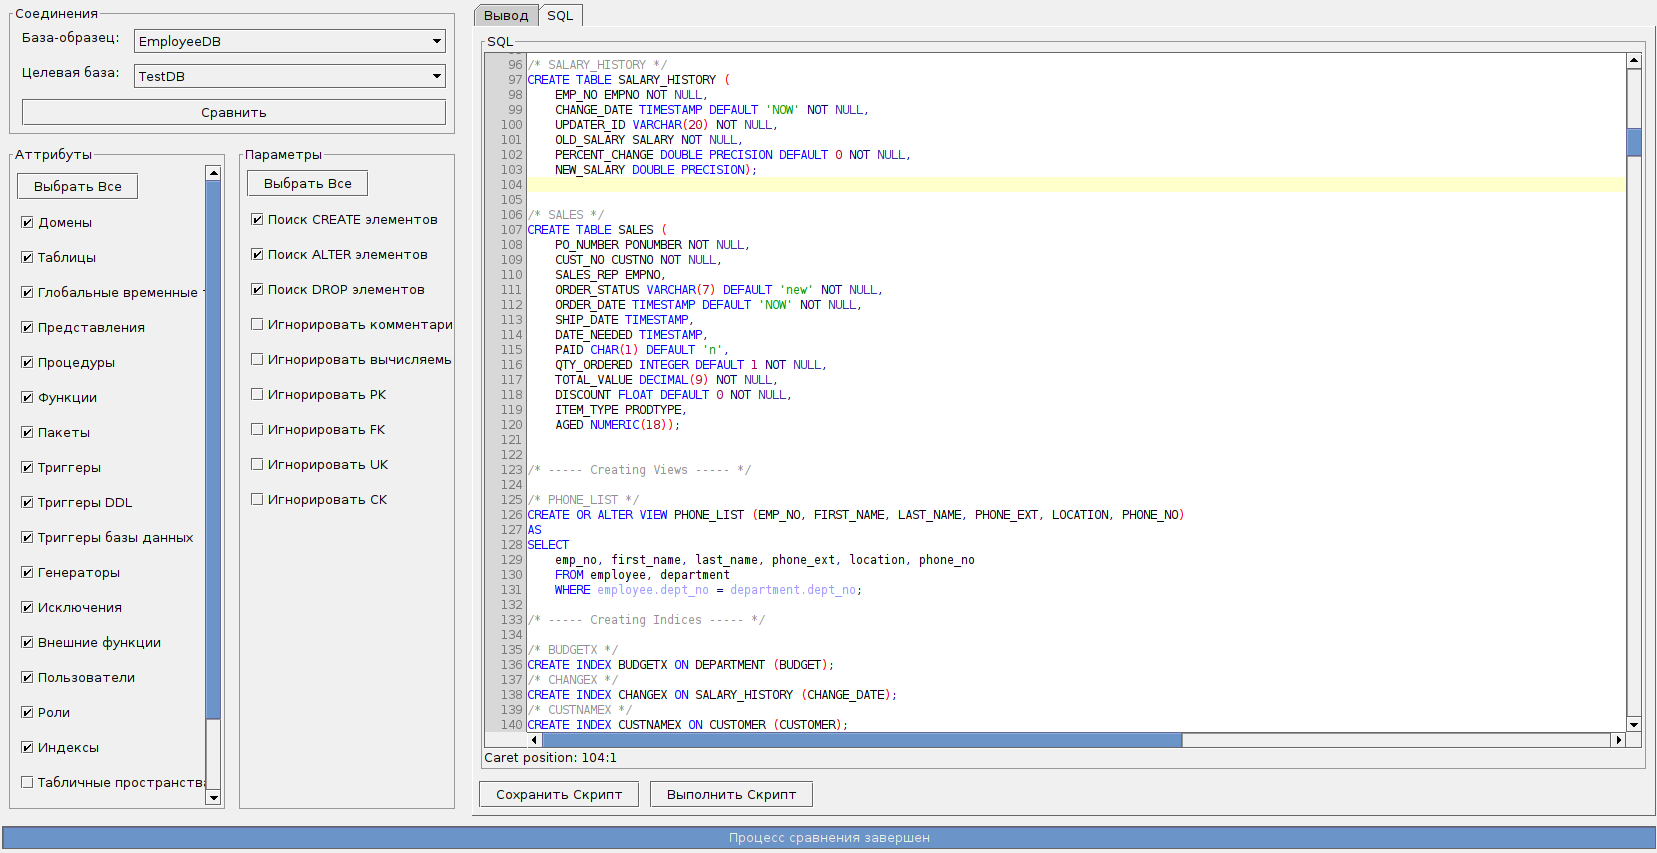 Соединения
База-образец:
EmployeeDB
Целевая база:
TestDB
Сравнить
Аттрибуты
Выбрать Все
Домены
Таблицы
Глобальные временные
Представления
Процедуры
Функции
Пакеты
Триггеры
Триггеры DDL
Триггеры базы данных
Генераторы
Исключения
Внешние функции
Пользователи
Роли
Индексы
Табличные пространства
Параметры
Выбрать Все
Поиск CREATE элементов
Поиск ALTER элементов
Поиск DROP элементов
Игнорировать комментари
Игнорировать вычисляемь
Игнорировать PK
Игнорировать FK
Игнорировать UK
Игнорировать CK
Вывод
SQL
SQL
96 /* SALARY_HISTORY */
97 CREATE TABLE SALARY_HISTORY (
98 EMP_NO EMPNO NOT NULL,
99 CHANGE_DATE TIMESTAMP DEFAULT 'NOW' NOT NULL,
100 UPDATER_ID VARCHAR(20) NOT NULL,
101 OLD_SALARY SALARY NOT NULL,
102 PERCENT_CHANGE DOUBLE PRECISION DEFAULT 0 NOT NULL,
103 NEW_SALARY DOUBLE PRECISION);
104
105
106 /* SALES */
107 CREATE TABLE SALES (
108 PO_NUMBER PONUMBER NOT NULL,
109 CUST_NO CUSTNO NOT NULL,
110 SALES_REP EMPNO,
111 ORDER_STATUS VARCHAR(7) DEFAULT 'new' NOT NULL,
112 ORDER_DATE TIMESTAMP DEFAULT 'NOW' NOT NULL,
113 SHIP_DATE TIMESTAMP,
114 DATE_NEEDED TIMESTAMP,
115 PAID CHAR(1) DEFAULT 'n',
116 QTY_ORDERED INTEGER DEFAULT 1 NOT NULL,
117 TOTAL_VALUE DECIMAL(9) NOT NULL,
118 DISCOUNT FLOAT DEFAULT 0 NOT NULL,
119 ITEM_TYPE PRODTYPE,
120 AGED NUMERIC(18));
121
122
123 /* ----- Creating Views ----- */
124
125 /* PHONE_LIST */
126 CREATE OR ALTER VIEW PHONE_LIST (EMP_NO, FIRST_NAME, LAST_NAME, PHONE_EXT, LOCATION, PHONE_NO)
127 AS
128 SELECT
129 emp_no, first_name, last_name, phone_ext, location, phone_no
130 FROM employee, department
131 WHERE employee.dept_no = department.dept_no;
132
133 /* ----- Creating Indices ----- */
134
135 /* BUDGETX */
136 CREATE INDEX BUDGETX ON DEPARTMENT (BUDGET);
137 /* CHANGEX */
138 CREATE INDEX CHANGEX ON SALARY_HISTORY (CHANGE_DATE);
139 /* CUSTNAMEX */
140 CREATE INDEX CUSTNAMEX ON CUSTOMER (CUSTOMER);
Caret position: 104:1
Сохранить Скрипт
Выполнить Скрипт
Процесс сравнения завершен